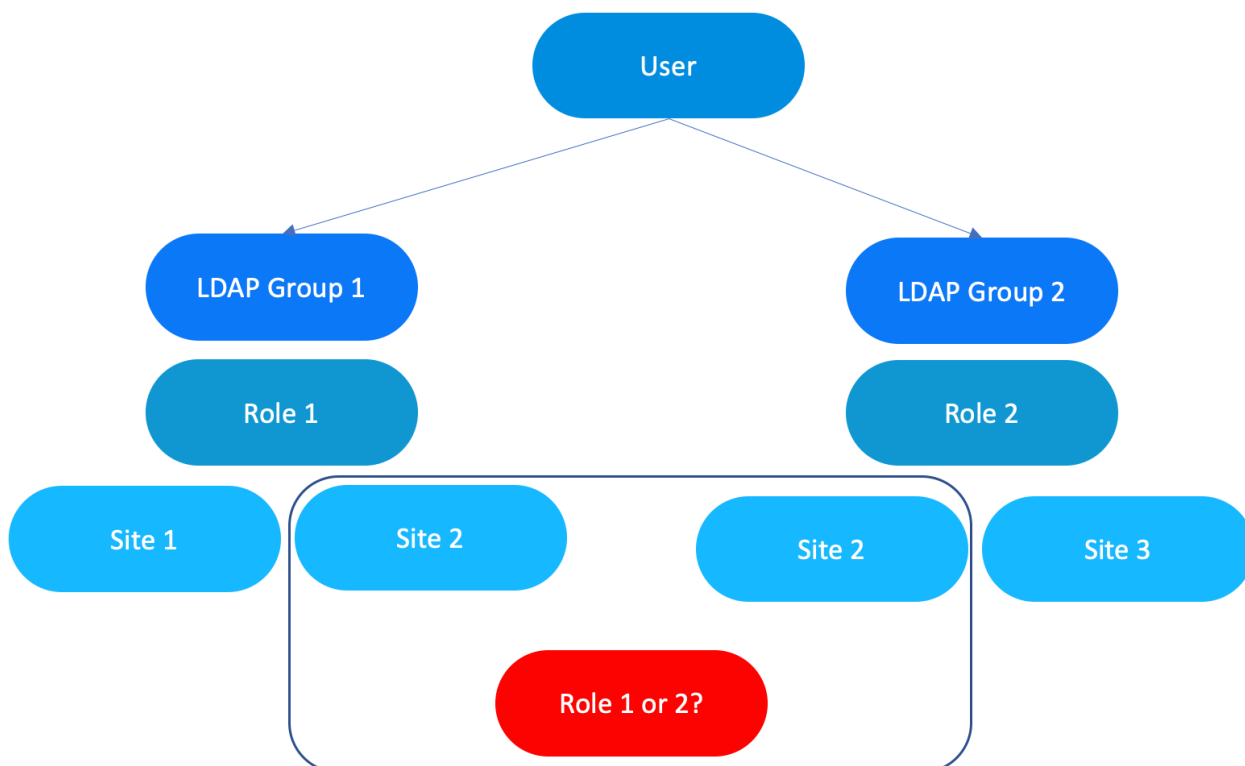 User
LDAP Group 1
LDAP Group 2
Role 1
Role 2
Site 1
Site 2
Site 2
Site 3
Role 1 or 2?